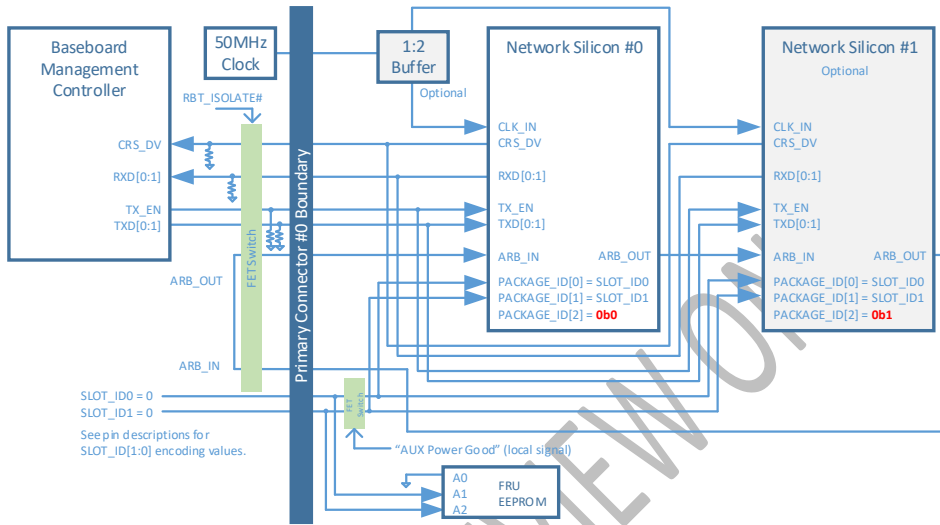 Baseboard
Management
Controller
CRS_DV
RXD[0:1]
TX_EN
TXD[0:1]
50MHz
Clock
RBT_ISOLATE#
FET Switch
ARB_OUT
ARB_IN
Primary Connector #0 Boundary
1:2
Buffer
Optional
Network Silicon #0
CLK_IN
CRS_DV
RXD[0:1]
TX_EN
TXD[0:1]
ARB_IN ARB_OUT
PACKAGE_ID[0] = SLOT_ID0
PACKAGE_ID[1] = SLOT_ID1
PACKAGE_ID[2] = 0b0
Network Silicon #1
Optional
CLK_IN
CRS_DV
RXD[0:1]
TX_EN
TXD[0:1]
ARB_IN ARB_OUT
PACKAGE_ID[0] = SLOT_ID0
PACKAGE_ID[1] = SLOT_ID1
PACKAGE_ID[2] = 0b1
SLOT_ID0 = 0
SLOT_ID1 = 0
See pin descriptions for
SLOT_ID[1:0] encoding values.
FET
Switch
“AUX Power Good” (local signal)
A0
A1
A2
FRU
EEPROM